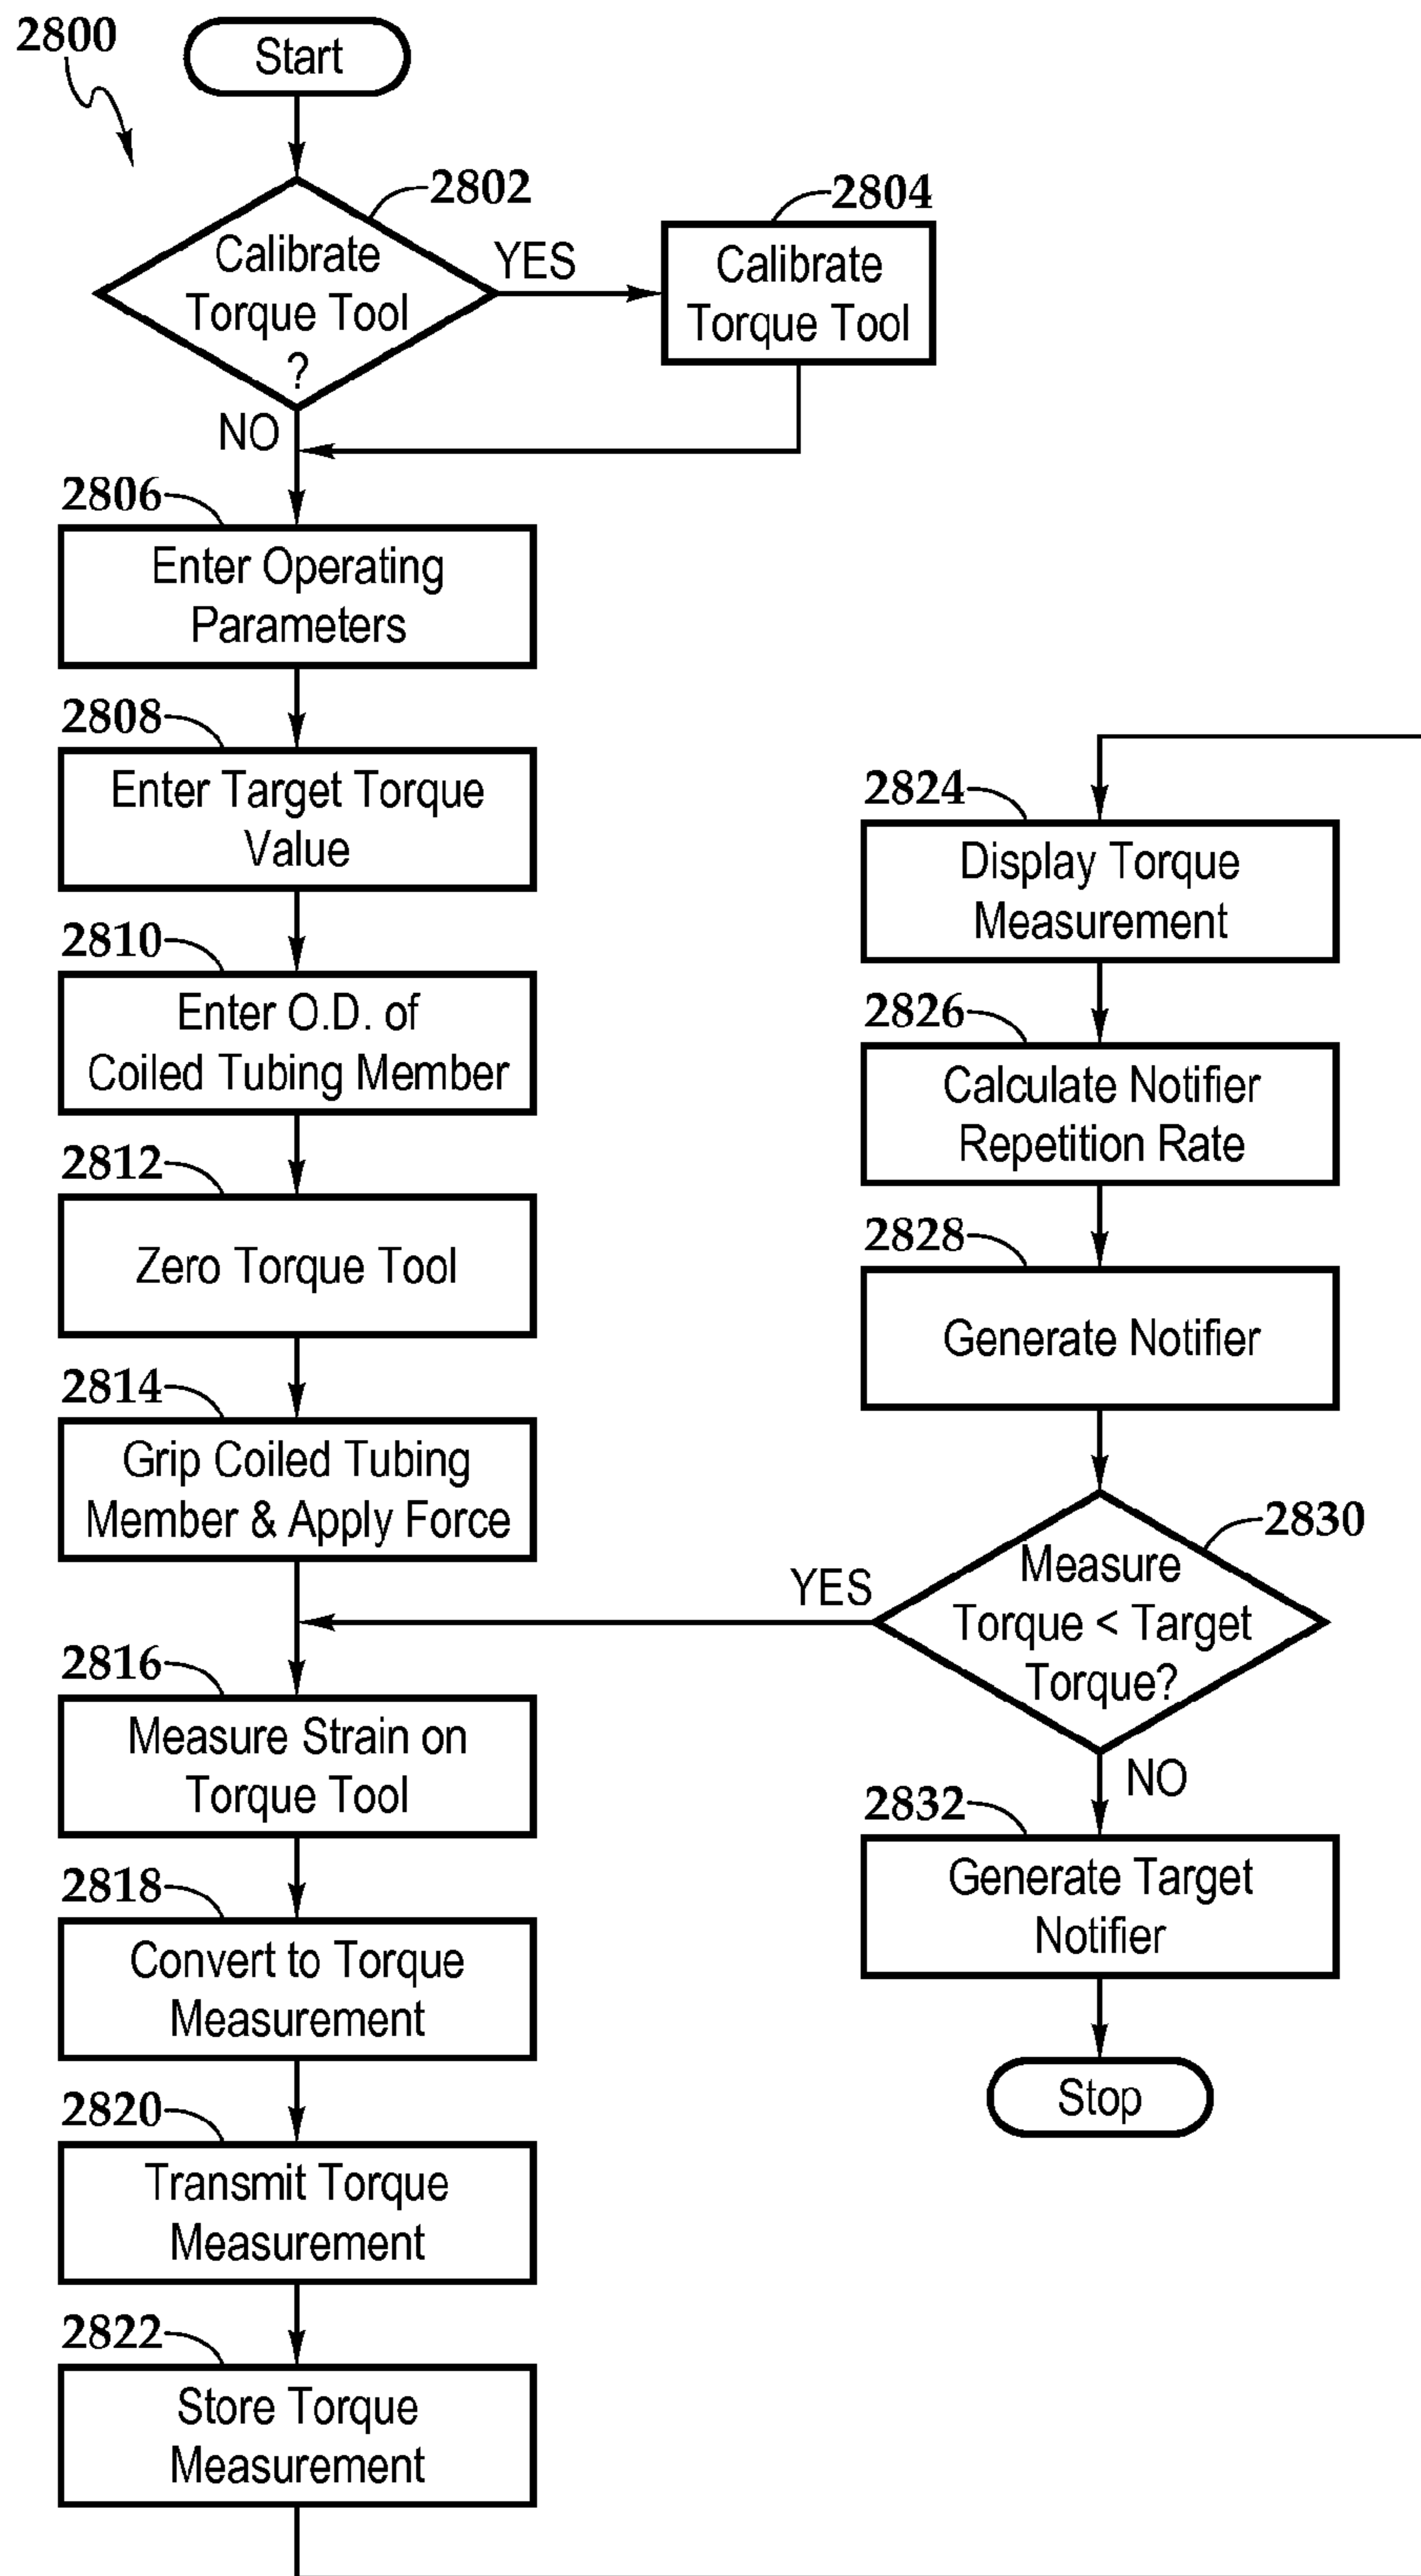 2800
Start
2802
Calibrate
Torque Tool
?
YES
NO
2804
Calibrate
Torque Tool
2806
Enter Operating
Parameters
2808
Enter Target Torque
Value
2810
Enter O.D. of
Coiled Tubing Member
2812
Zero Torque Tool
2814
Grip Coiled Tubing
Member & Apply Force
2816
Measure Strain on
Torque Tool
2818
Convert to Torque
Measurement
2820
Transmit Torque
Measurement
2822
Store Torque
Measurement
2824
Display Torque
Measurement
2826
Calculate Notifier
Repetition Rate
2828
Generate Notifier
2830
Measure
Torque < Target
Torque?
YES
NO
2832
Generate Target
Notifier
Stop